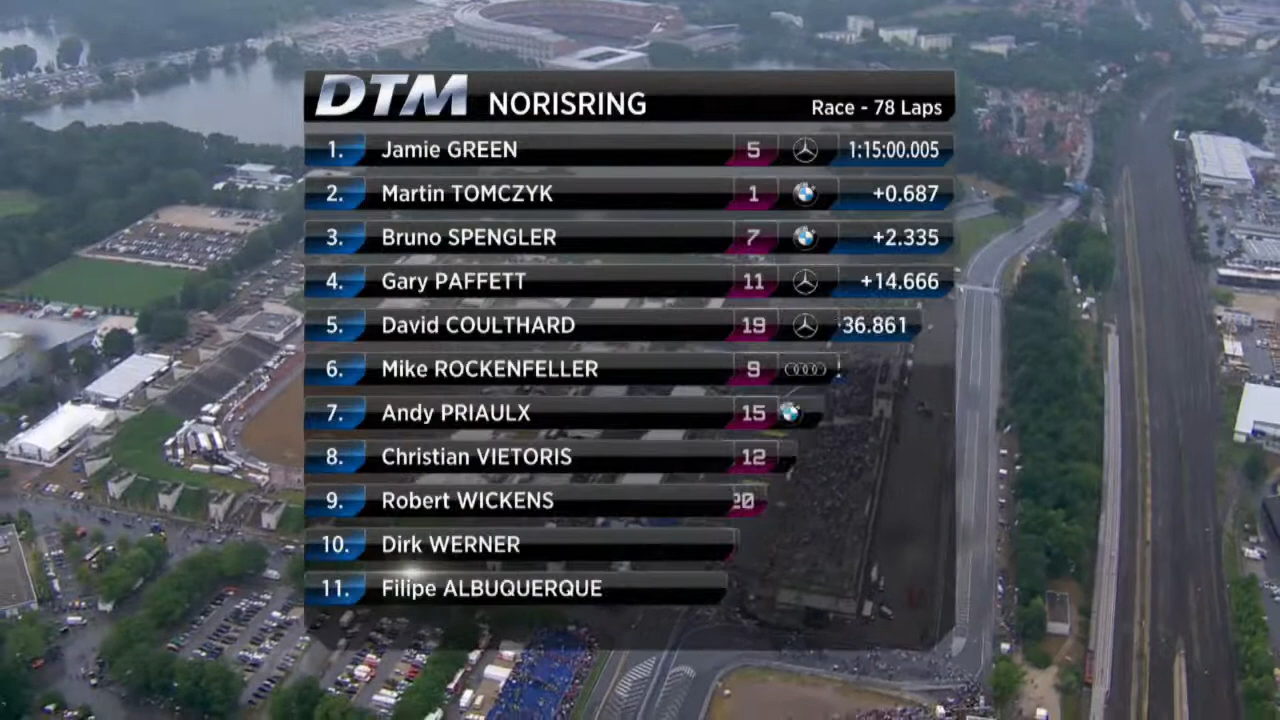 DTM NORISRING Race - 78 Laps
1. Jamie GREEN 5 1:15:00.005
2. Martin TOMCZYK 1 +0.687
3. Bruno SPENGLER 7 +2.335
4. Gary PAFFETT 11 +14.666
5. David COULTHARD 19 36.861
6. Mike ROCKENFELLER 9
7. Andy PRIAULX 15
8. Christian VIETORIS 12
9. Robert WICKENS 20
10. Dirk WERNER
11. Filipe ALBUQUERQUE